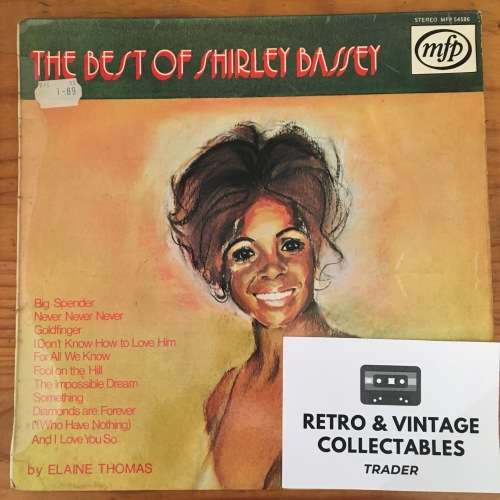 STEREO MFP 54586
mfp
THE BEST OF SHIRLEY BASSEY
1-89
Big Spender
Never Never Never
Goldfinger
I Don't Know How to Love Him
For All We Know
Fool on the Hill
The Impossible Dream
Something
Diamonds are Forever
I (Who Have Nothing)
And I Love You So
by ELAINE THOMAS
RETRO & VINTAGE
COLLECTABLES
TRADER